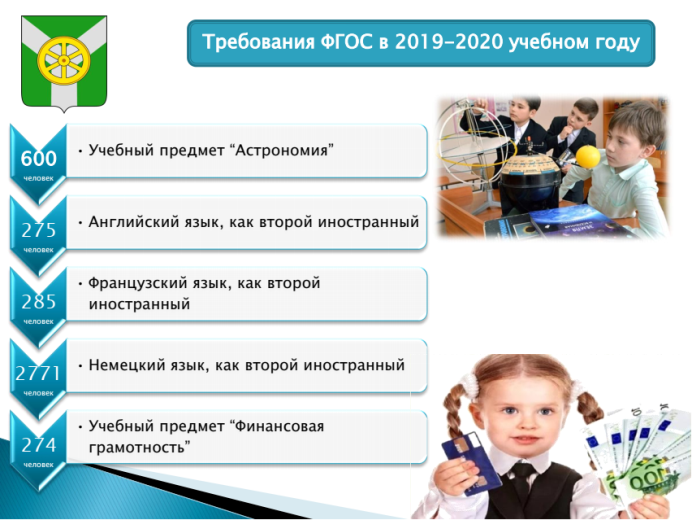 Требования ФГОС в 2019-2020 учебном году
600
человек
• Учебный предмет “Астрономия”
275
человек
• Английский язык, как второй иностранный
285
человек
• Французский язык, как второй
иностранный
2771
человек
• Немецкий язык, как второй иностранный
274
человек
• Учебный предмет “Финансовая
грамотность”
100